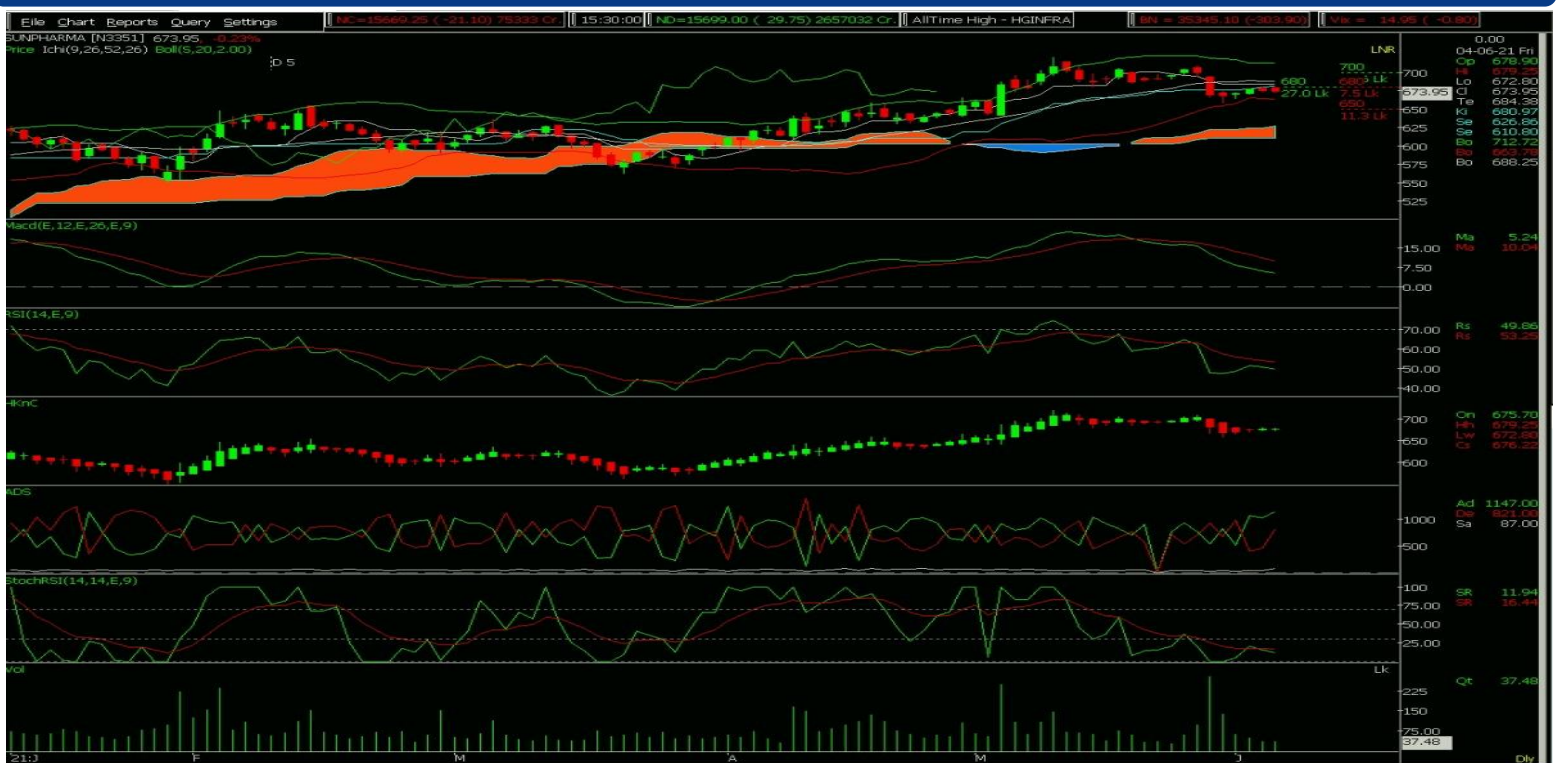 File Chart Reports Query Settings
NC=15669.25 ( -21.10) 75333 Cr.
15:30:00
ND=15699.00 ( 29.75) 2657032 Cr.
AllTime High - HGINFRA
BN = 35345.10 (-303.90)
Vix = 14.95 ( -0.80)
SUNPHARMA [N3351] 673.95, -0.23%
Price Ichi(9,26,52,26) Boll(S,20,2.00)
D 5
LNR
0.00
04-06-21 Fri
Op 678.90
Hi 679.25
Lo 672.80
Cl 673.95
Te 684.38
Ki 680.97
Se 626.86
Se 610.80
Bo 712.72
Bo 663.78
Bo 688.25
700
680
27.0 Lk
680
7.5 Lk
650
11.3 Lk
700
673.95
650
625
600
575
550
525
Macd(E,12,E,26,E,9)
15.00
7.50
0.00
Ma 5.24
Ma 10.04
RSI(14,E,9)
70.00
60.00
50.00
40.00
Rs 49.86
Rs 53.25
HKnC
700
650
600
On 675.70
Hh 679.25
Lw 672.80
Cs 676.22
ADS
1000
500
Ad 1147.00
De 821.00
Sa 87.00
StochRSI(14,14,E,9)
100
75.00
50.00
25.00
SR 11.94
SR 16.44
Vol
Lk
225
150
75.00
37.48
Qt 37.48
21:J F M A M J
Dly